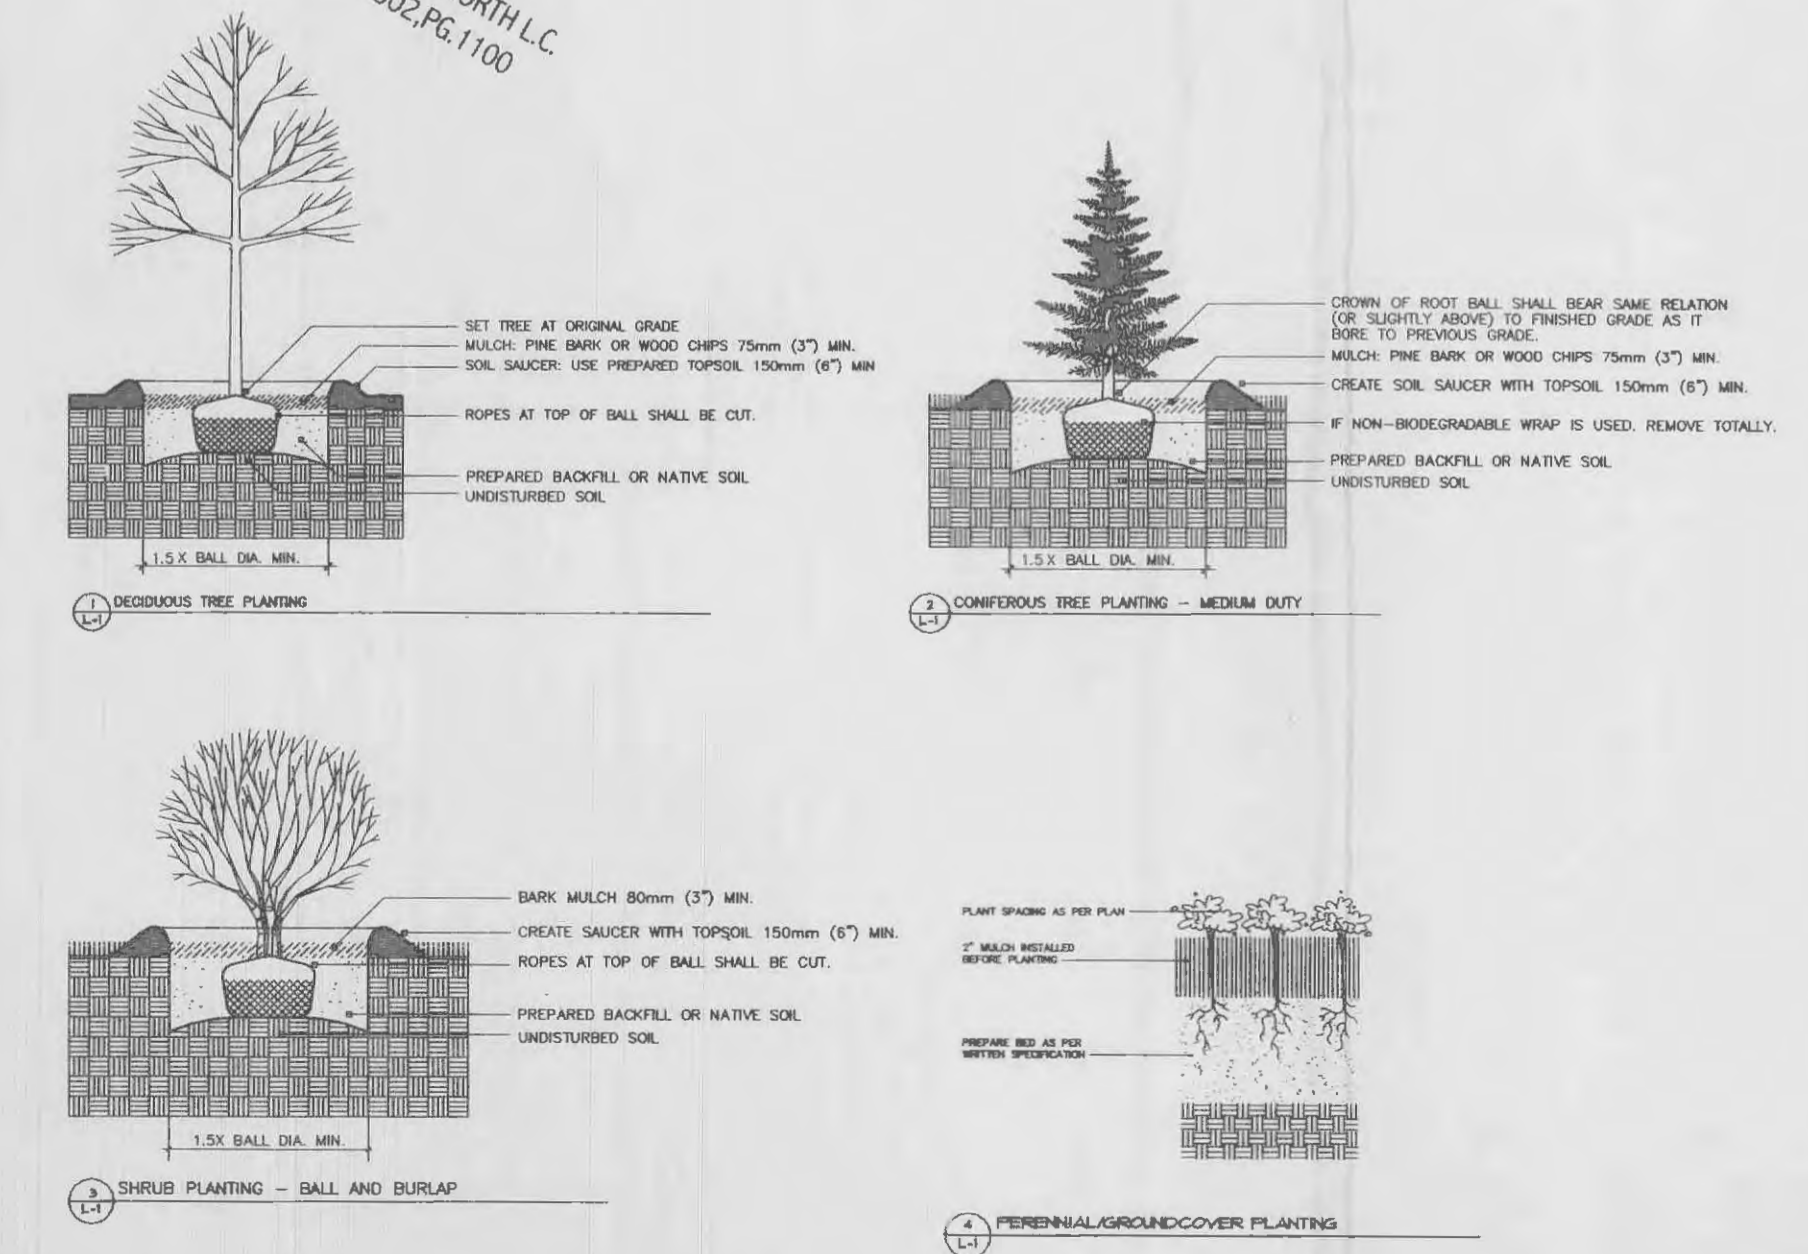 ORTH L.C.
02,PG.1100
SET TREE AT ORIGINAL GRADE
MULCH: PINE BARK OR WOOD CHIPS 75mm (3") MIN.
SOIL SAUCER: USE PREPARED TOPSOIL 150mm (6") MIN
ROPES AT TOP OF BALL SHALL BE CUT.
PREPARED BACKFILL OR NATIVE SOIL
UNDISTURBED SOIL
1.5X BALL DIA. MIN.
1
L-1
DECIDUOUS TREE PLANTING
CROWN OF ROOT BALL SHALL BEAR SAME RELATION
(OR SLIGHTLY ABOVE) TO FINISHED GRADE AS IT
BORE TO PREVIOUS GRADE.
MULCH: PINE BARK OR WOOD CHIPS 75mm (3") MIN.
CREATE SOIL SAUCER WITH TOPSOIL 150mm (6") MIN.
IF NON-BIODEGRADABLE WRAP IS USED. REMOVE TOTALLY.
PREPARED BACKFILL OR NATIVE SOIL
UNDISTURBED SOIL
1.5X BALL DIA. MIN.
2
L-1
CONIFEROUS TREE PLANTING - MEDIUM DUTY
BARK MULCH 80mm (3") MIN.
CREATE SAUCER WITH TOPSOIL 150mm (6") MIN.
ROPES AT TOP OF BALL SHALL BE CUT.
PREPARED BACKFILL OR NATIVE SOIL
UNDISTURBED SOIL
1.5X BALL DIA. MIN.
3
L-1
SHRUB PLANTING - BALL AND BURLAP
PLANT SPACING AS PER PLAN
2" MULCH INSTALLED
BEFORE PLANTING
PREPARE BED AS PER
WRITTEN SPECIFICATION
4
L-1
PERENNIAL/GROUNDCOVER PLANTING